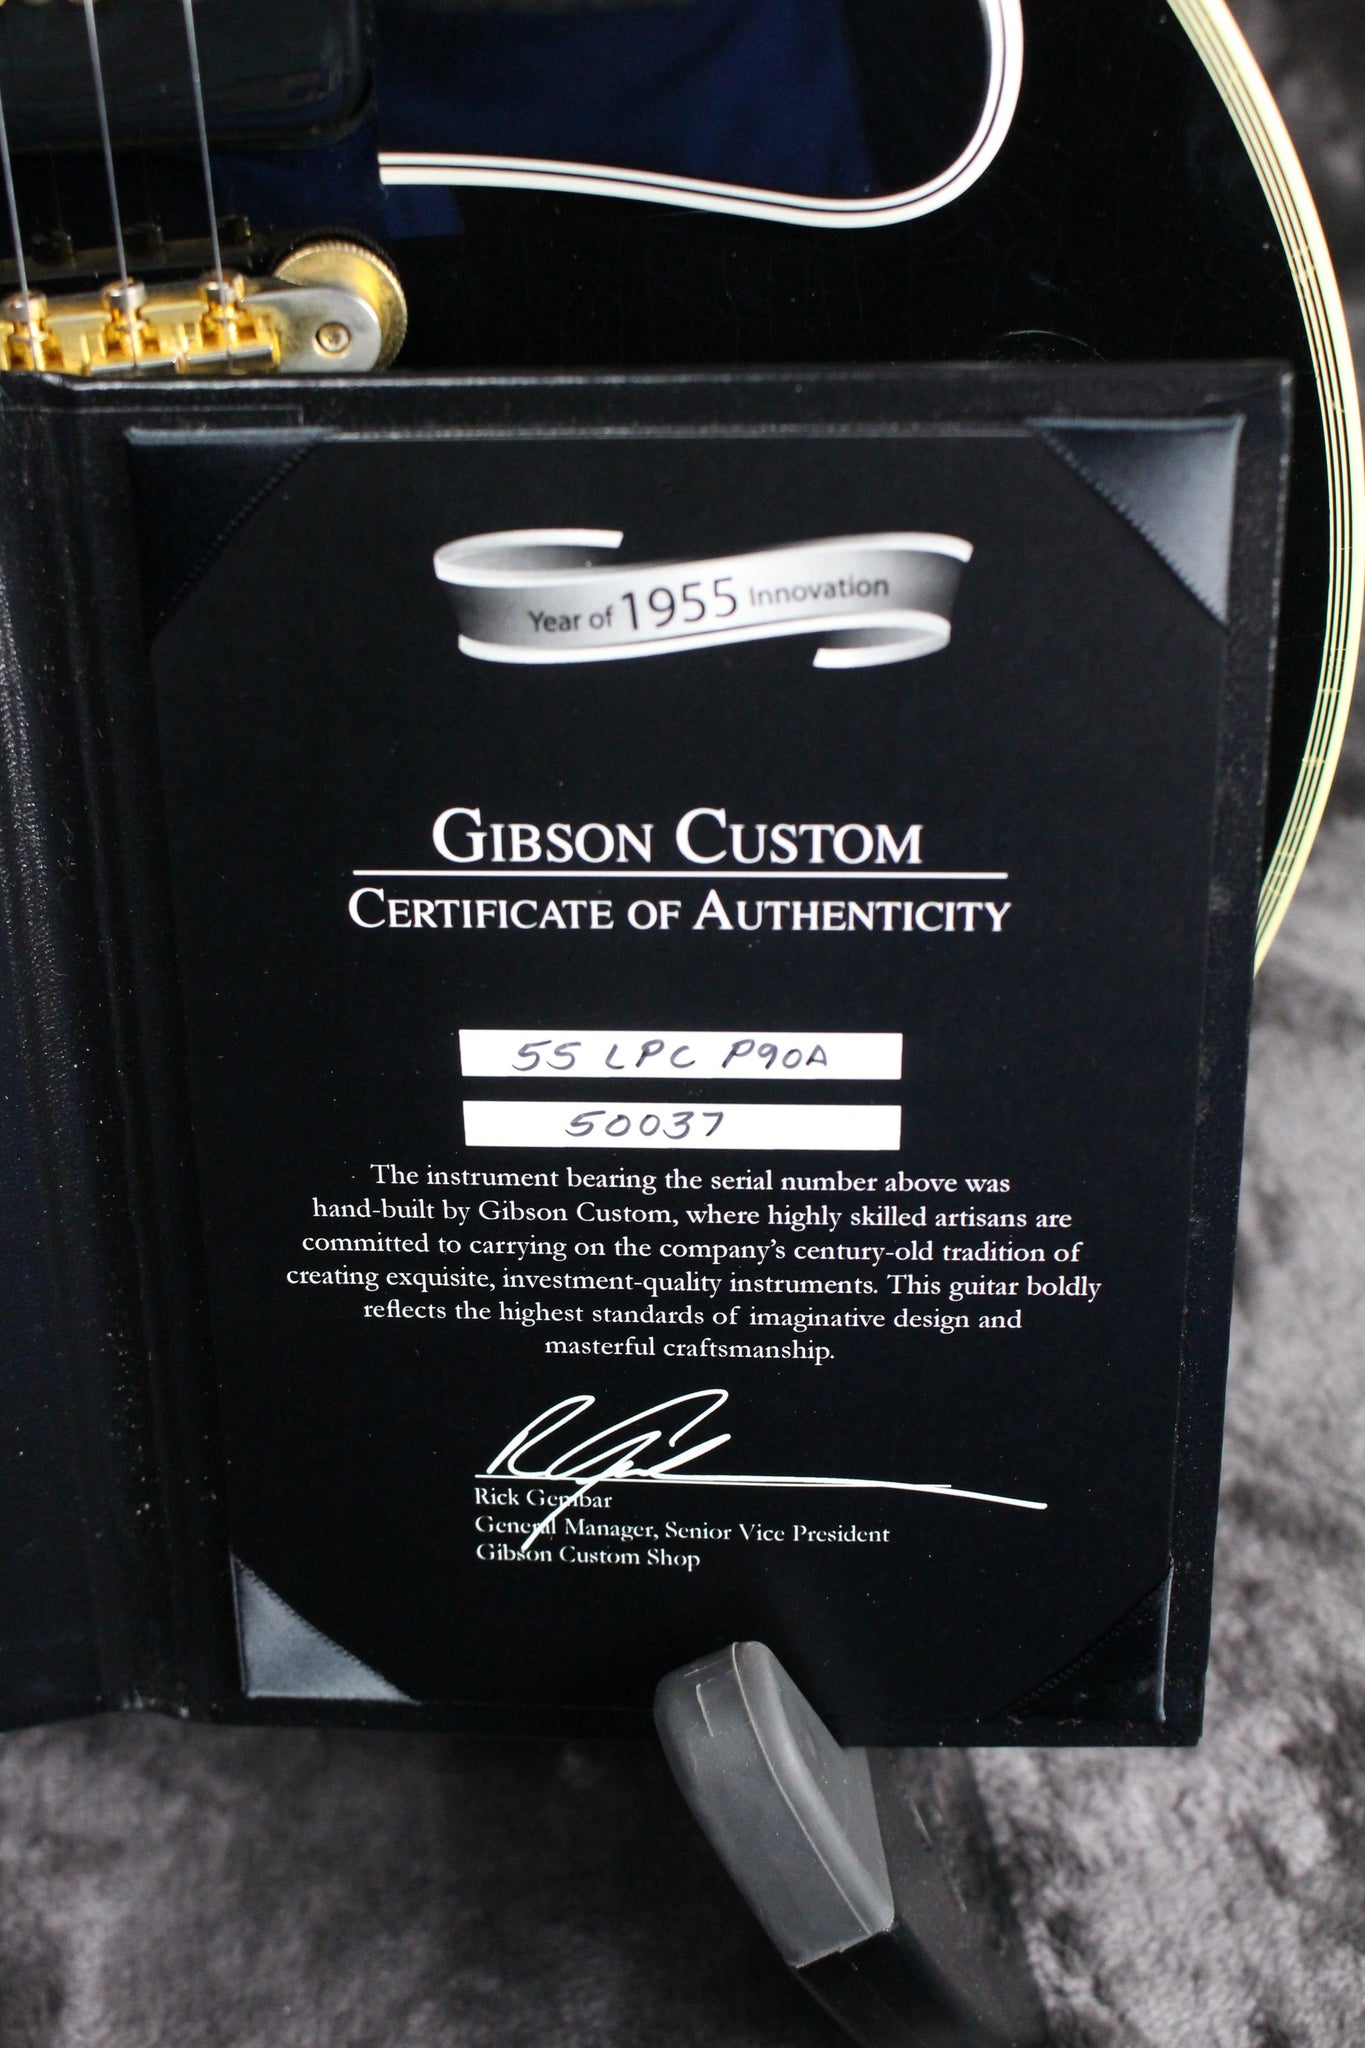 Year of 1955 Innovation
GIBSON CUSTOM
CERTIFICATE OF AUTHENTICITY
55 LPC P90A
50037
The instrument bearing the serial number above was
hand-built by Gibson Custom, where highly skilled artisans are
committed to carrying on the company's century-old tradition of
creating exquisite, investment-quality instruments. This guitar boldly
reflects the highest standards of imaginative design and
masterful craftsmanship.
Rick Gembar
General Manager, Senior Vice President
Gibson Custom Shop